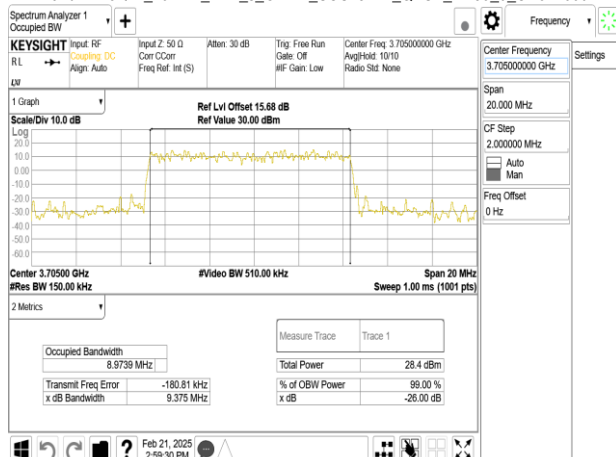 Spectrum Analyzer 1
Occupied BW
+
Frequency
KEYSIGHT
RL
Input: RF
Coupling: DC
Align: Auto
Input Z: 50 Ω
Corr CCorr
Freq Ref: Int (S)
Atten: 30 dB
Trig: Free Run
Gate: Off
#IF Gain: Low
Center Freq: 3.705000000 GHz
Avg|Hold: 10/10
Radio Std: None
Center Frequency
3.705000000 GHz
Settings
Span
20.000 MHz
CF Step
2.000000 MHz
Auto
Man
Freq Offset
0 Hz
1 Graph
Scale/Div 10.0 dB
Ref Lvl Offset 15.68 dB
Ref Value 30.00 dBm
Log
20.0
10.0
0.00
-10.0
-20.0
-30.0
-40.0
-50.0
-60.0
Center 3.70500 GHz
#Video BW 510.00 kHz
Span 20 MHz
#Res BW 150.00 kHz
Sweep 1.00 ms (1001 pts)
2 Metrics
Measure Trace Trace 1
Occupied Bandwidth
8.9739 MHz
Total Power 28.4 dBm
Transmit Freq Error -180.81 kHz
% of OBW Power 99.00 %
x dB Bandwidth 9.375 MHz
x dB -26.00 dB
?
Feb 21, 2025
2:59:30 PM